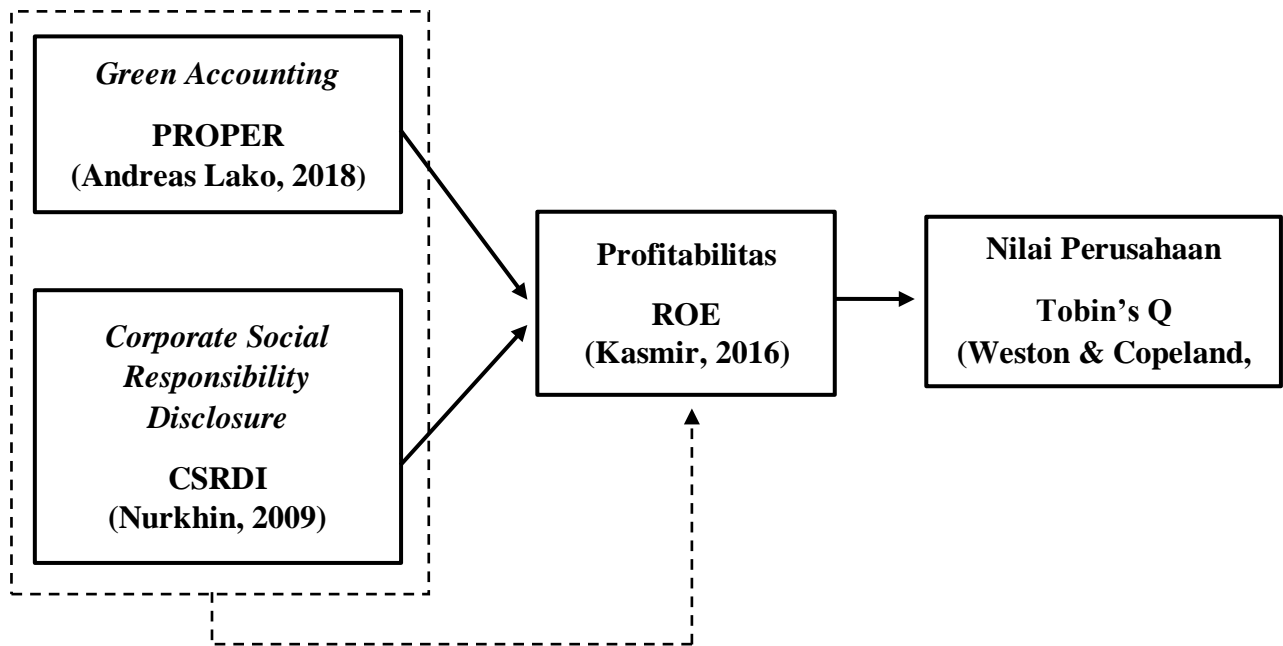 Green Accounting
PROPER
(Andreas Lako, 2018)
Corporate Social
Responsibility
Disclosure
CSRDI
(Nurkhin, 2009)
Profitabilitas
ROE
(Kasmir, 2016)
Nilai Perusahaan
Tobin’s Q
(Weston & Copeland,